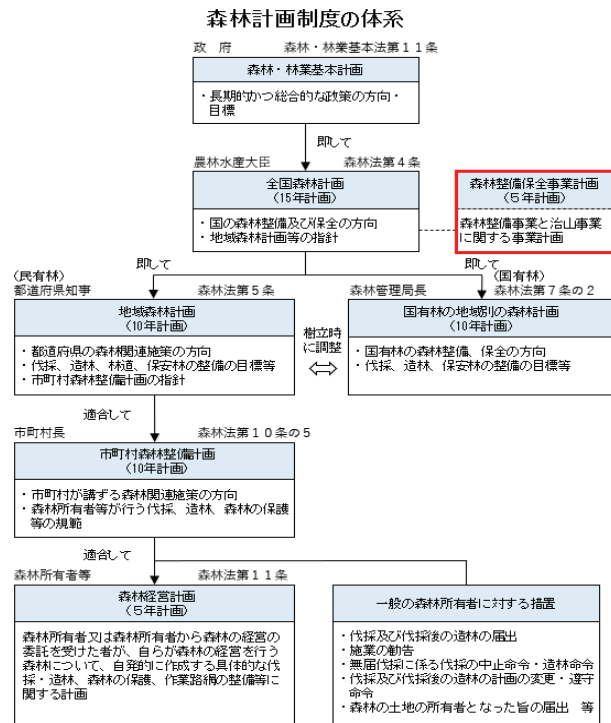 森林計画制度の体系
政　府　　　　森林・林業基本法第１１条
森林・林業基本計画
・長期的かつ総合的な政策の方向・
目標
即して
農林水産大臣　　　　　森林法第４条
全国森林計画
（15年計画）
・国の森林整備及び保全の方向
・地域森林計画等の指針
森林整備保全事業計画
（５年計画）
森林整備事業と治山事業
に関する事業計画
即して
即して
（民有林）
都道府県知事　　　　　森林法第５条
地域森林計画
（10年計画）
・都道府県の森林関連施策の方向
・伐採、造林、林道、保安林の整備の目標等
・市町村森林整備計画の指針
樹立時
に調整
（国有林）
森林管理局長　　　森林法第７条の２
国有林の地域別の森林計画
（10年計画）
・国有林の森林整備、保全の方向
・伐採、造林、保安林の整備の目標等
適合して
市町村長　　　　　　森林法第１０条の５
市町村森林整備計画
（10年計画）
・市町村が講ずる森林関連施策の方向
・森林所有者等が行う伐採、造林、森林の保護
等の規範
適合して
森林所有者等　　　　　森林法第１１条
森林経営計画
（５年計画）
森林所有者又は森林所有者から森林の経営の
委託を受けた者が、自らが森林の経営を行う
森林について、自発的に作成する具体的な伐
採・造林、森林の保護、作業路網の整備等に
関する計画
一般の森林所有者に対する措置
・伐採及び伐採後の造林の届出
・施業の勧告
・無届伐採に係る伐採の中止命令・造林命令
・伐採及び伐採後の造林の計画の変更・遵守
命令
・森林の土地の所有者となった旨の届出　等